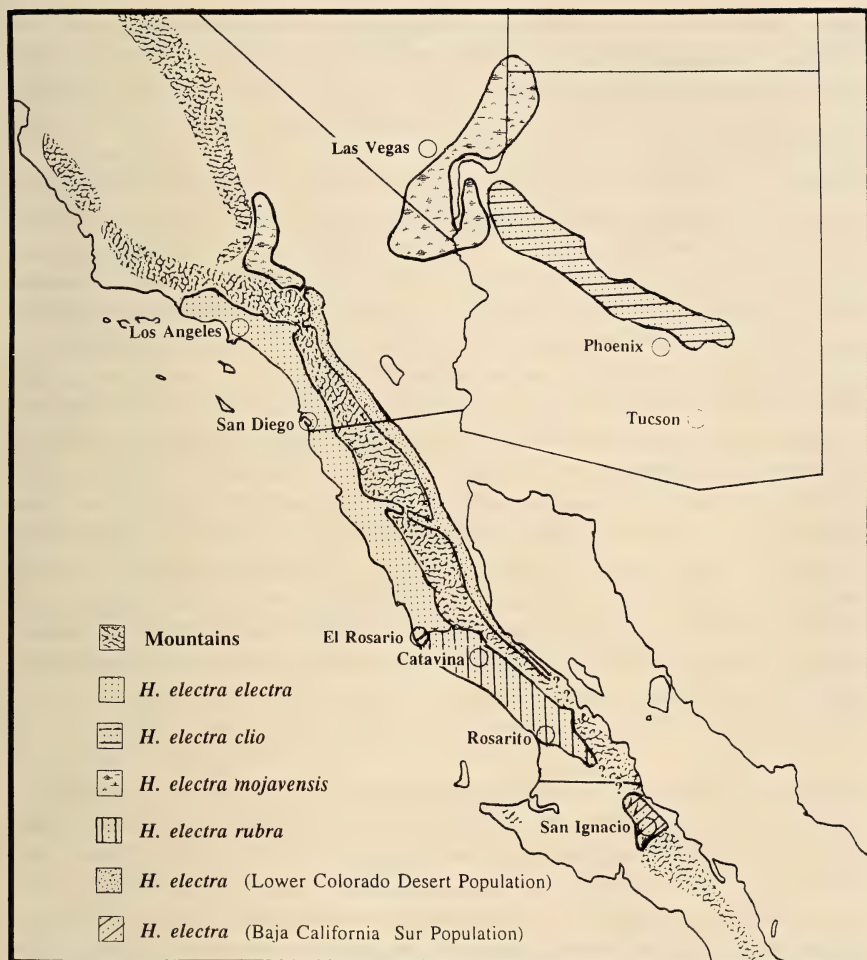 Las Vegas
Los Angeles
Phoenix
San Diego
Tucson
El Rosario
Catavina
Rosarito
? ?
? ?
San Ignacio
Mountains
H. electra electra
H. electra clio
H. electra mojavensis
H. electra rubra
H. electra (Lower Colorado Desert Population)
H. electra (Baja California Sur Population)